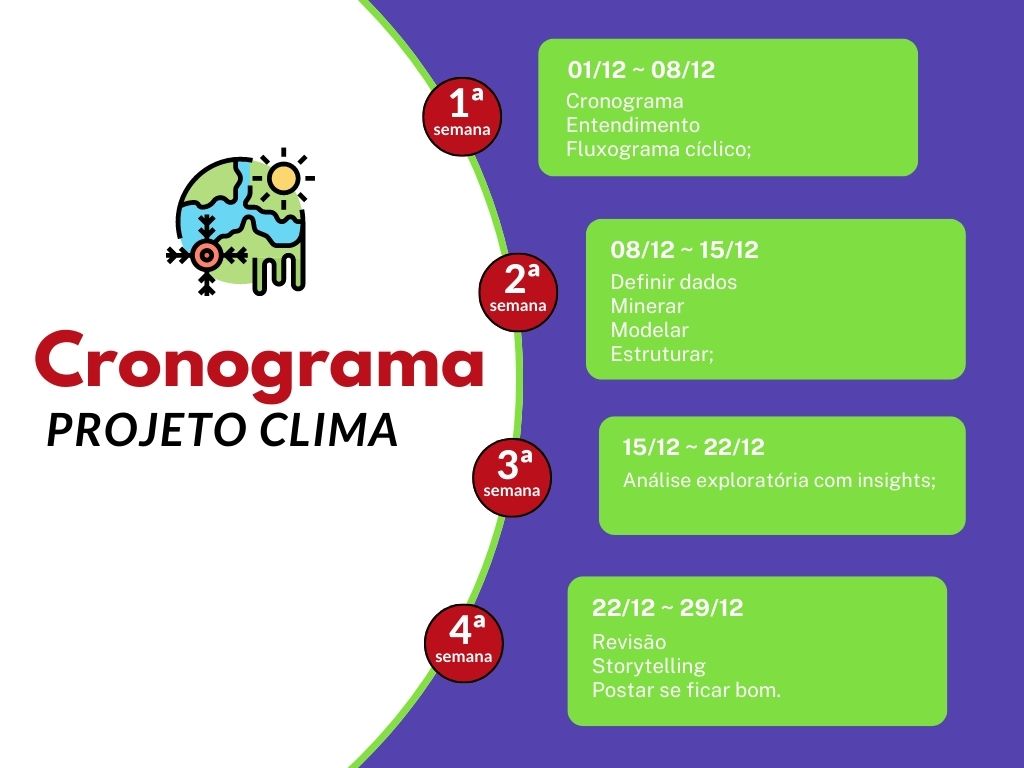 Cronograma
PROJETO CLIMA
1ª
semana
01/12 ~ 08/12
Cronograma
Entendimento
Fluxograma cíclico;
2ª
semana
08/12 ~ 15/12
Definir dados
Minerar
Modelar
Estruturar;
3ª
semana
15/12 ~ 22/12
Análise exploratória com insights;
4ª
semana
22/12 ~ 29/12
Revisão
Storytelling
Postar se ficar bom.